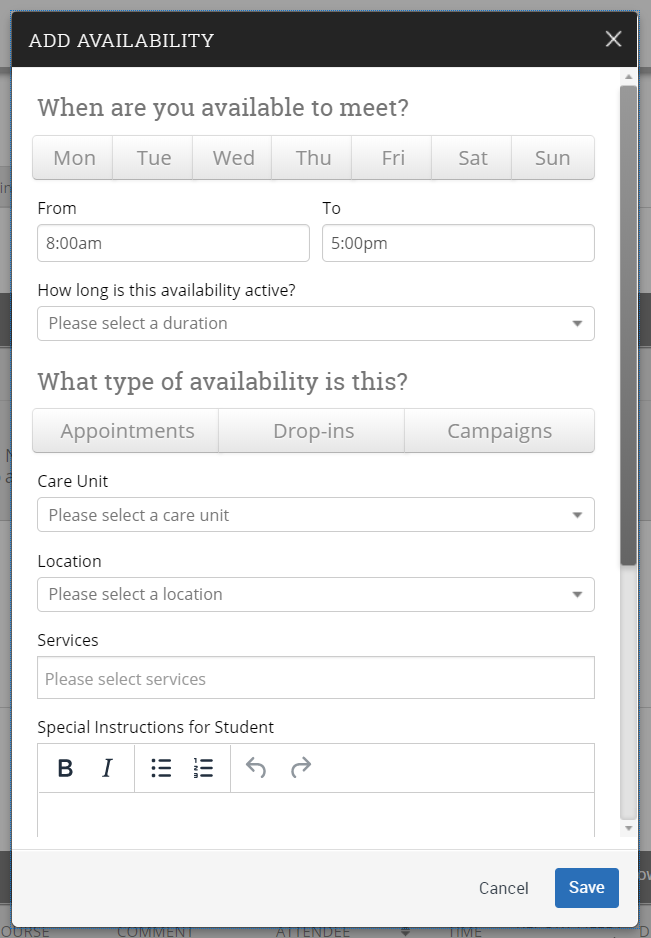 ADD AVAILABILITY
When are you available to meet?
Mon Tue Wed Thu Fri Sat Sun
From To
8:00am 5:00pm
How long is this availability active?
Please select a duration
What type of availability is this?
Appointments Drop-ins Campaigns
Care Unit
Please select a care unit
Location
Please select a location
Services
Please select services
Special Instructions for Student
B I
Cancel Save
COMMENT ATTENDEE TIME